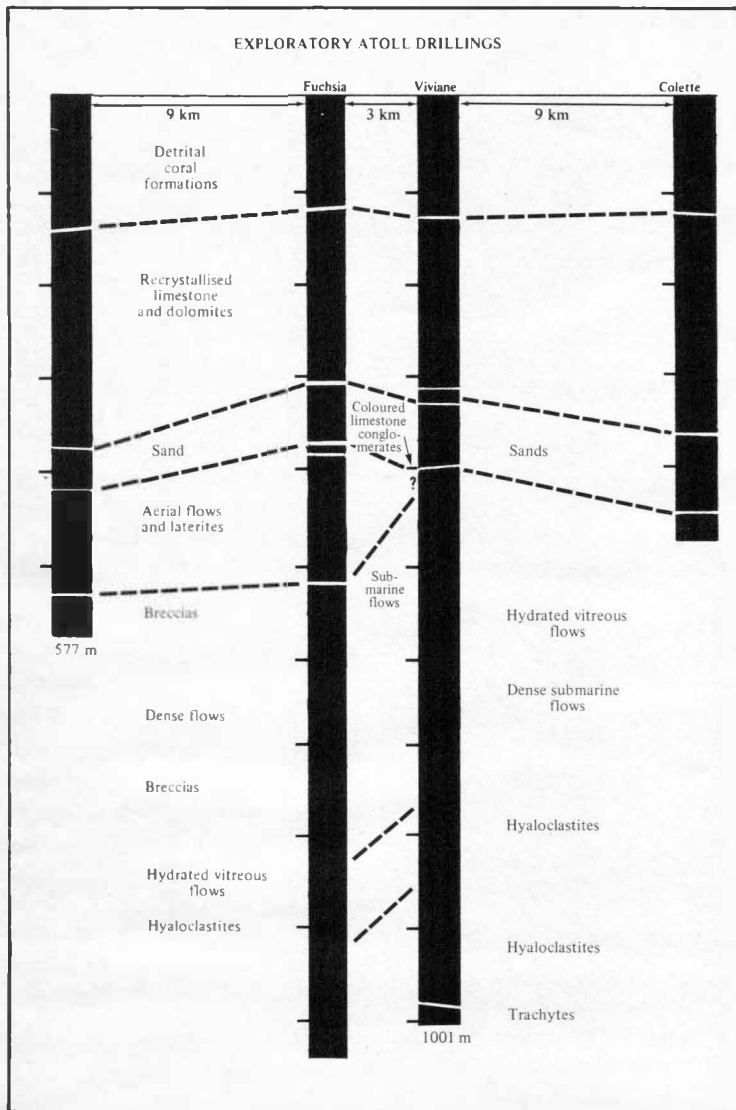 EXPLORATORY ATOLL DRILLINGS
Fuchsia
Viviane
Colette
9 km
3 km
9 km
Detrital
coral
formations
Recrystallised
limestone
and dolomites
Coloured
limestone
conglo-
merates
Sand
Sands
?
Aerial flows
and laterites
Sub-
marine
flows
Breccias
Hydrated vitreous
flows
577 m
Dense submarine
flows
Dense flows
Breccias
Hyaloclastites
Hydrated vitreous
flows
Hyaloclastites
Hyaloclastites
Trachytes
1001 m